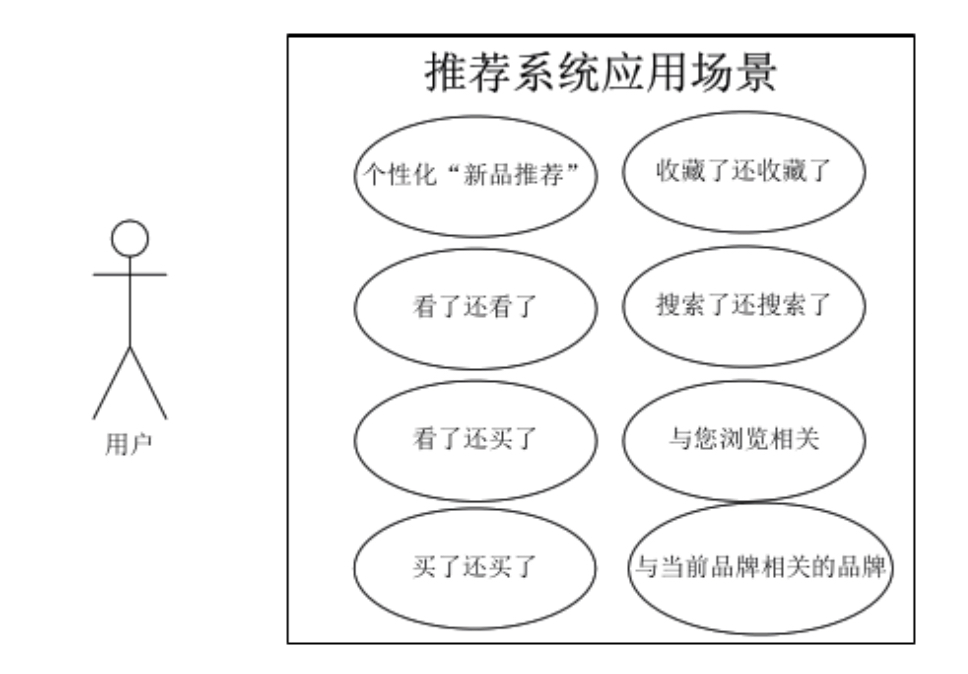 推荐系统应用场景
个性化“新品推荐”
收藏了还收藏了
看了还看了
搜索了还搜索了
看了还买了
与您浏览相关
买了还买了
与当前品牌相关的品牌
用户